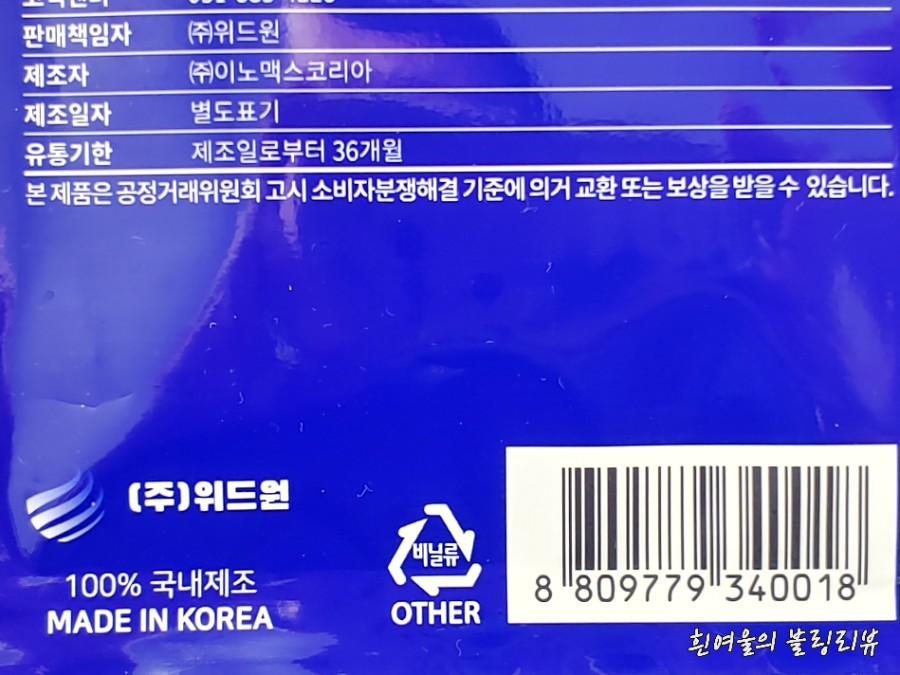 판매책임자 ㈜위드원
제조자 ㈜이노맥스코리아
제조일자 별도표기
유통기한 제조일로부터 36개월
본 제품은 공정거래위원회 고시 소비자분쟁해결 기준에 의거 교환 또는 보상을 받을 수 있습니다.
(주)위드원
100% 국내제조
MADE IN KOREA
비닐류
OTHER
8 809779 340018
흰여울의 블링리뷰